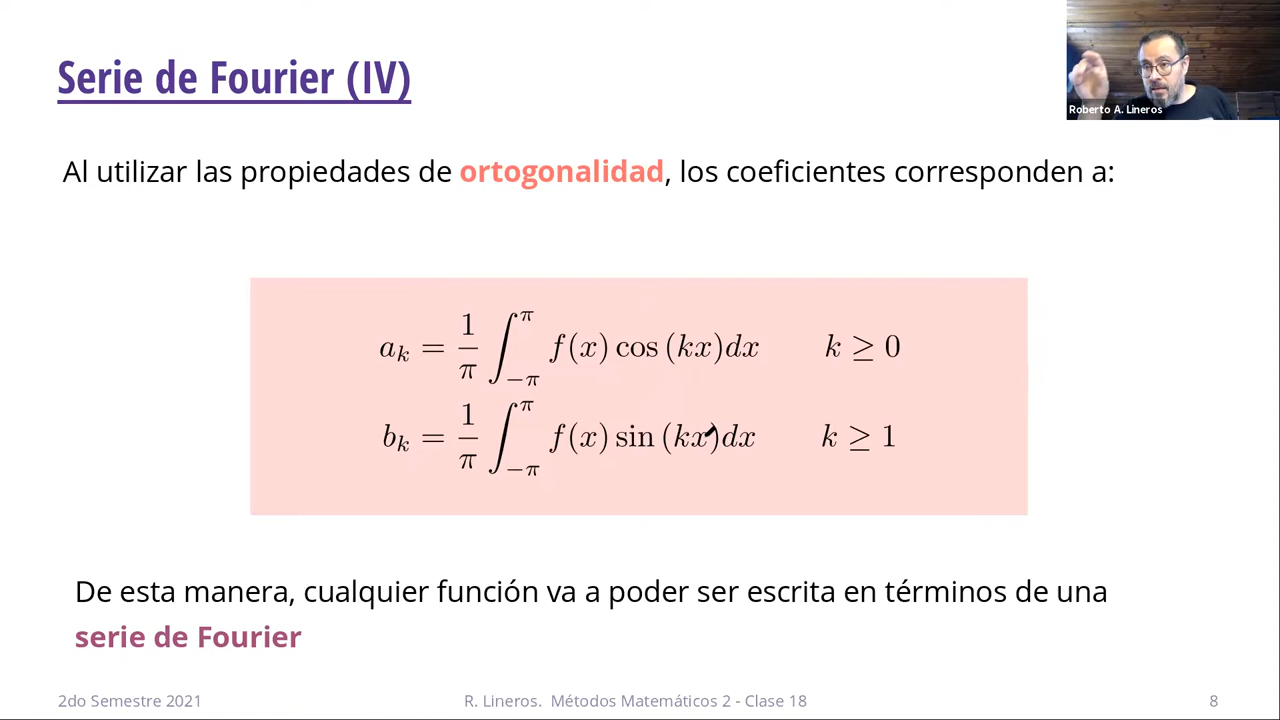 Serie de Fourier (IV)
Roberto A. Lineros
Al utilizar las propiedades de ortogonalidad, los coeficientes corresponden a:
a_k = \frac{1}{\pi} \int_{-\pi}^{\pi} f(x) \cos(kx)dx   k ≥ 0
b_k = \frac{1}{\pi} \int_{-\pi}^{\pi} f(x) \sin(kx)dx   k ≥ 1
De esta manera, cualquier función va a poder ser escrita en términos de una
serie de Fourier
2do Semestre 2021   R. Lineros.  Métodos Matemáticos 2 - Clase 18   8